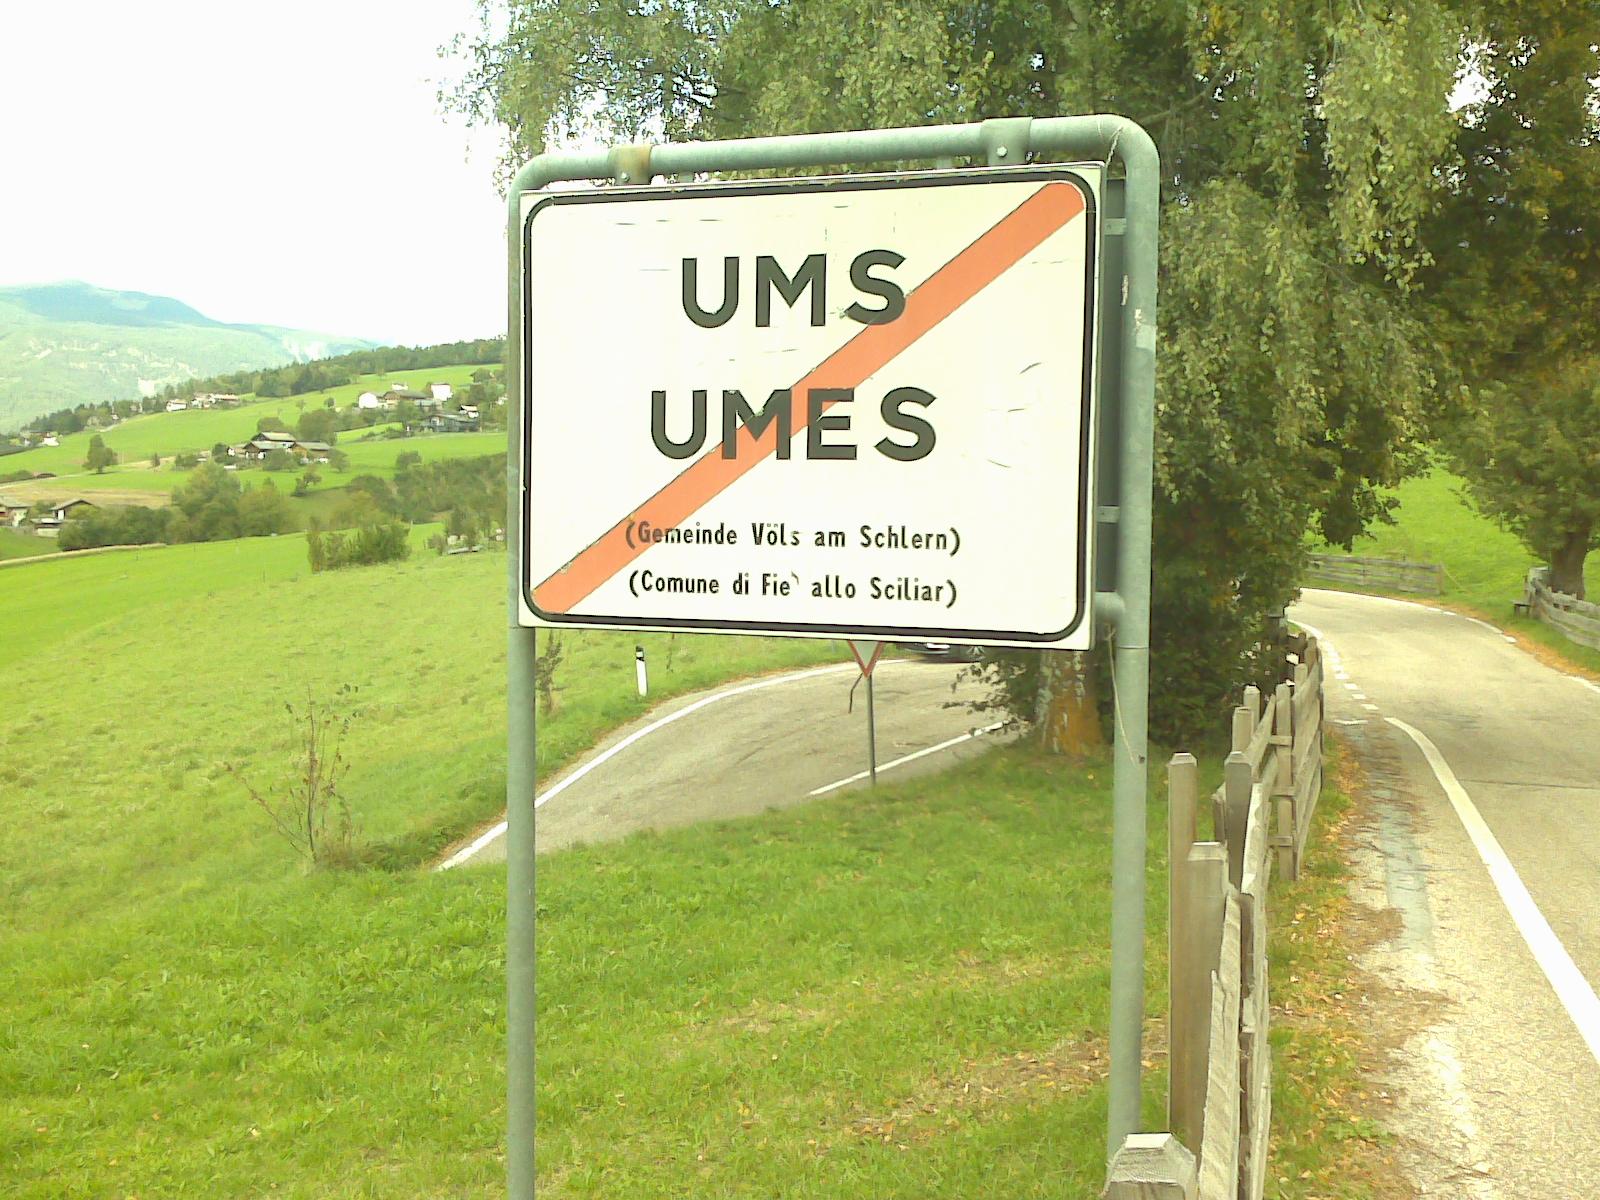 UMS
UMES
(Gemeinde Völs am Schlern)
(Comune di Fie` allo Sciliar)